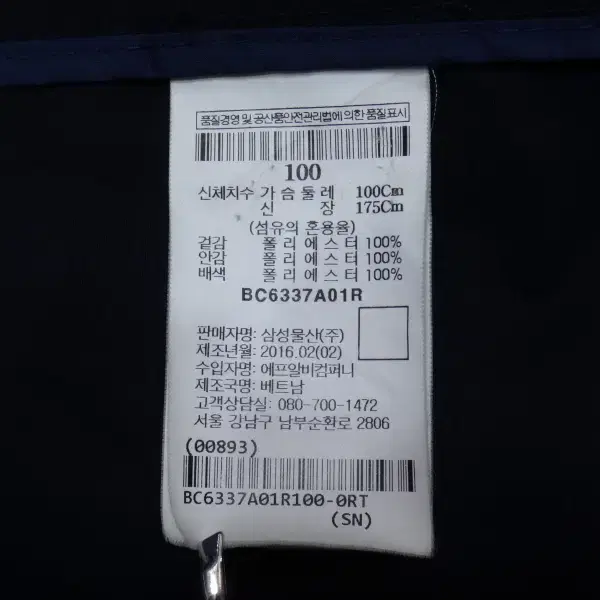 품질경영 및 공산품안전관리법에 의한 품질표시
100
신체치수 가 슴 둘 레 100Cm
신 장 175Cm
(섬유의 혼용율)
겉감 폴 리 에 스 터 100%
안감 폴 리 에 스 터 100%
배색 폴 리 에 스 터 100%
BC6337A01R
판매자명: 삼성물산(주)
제조년월: 2016.02(02)
수입자명: 에프알비컴퍼니
제조국명: 베트남
고객상담실: 080-700-1472
서울 강남구 남부순환로 2806
(00893)
BC6337A01R100-0RT
(SN)